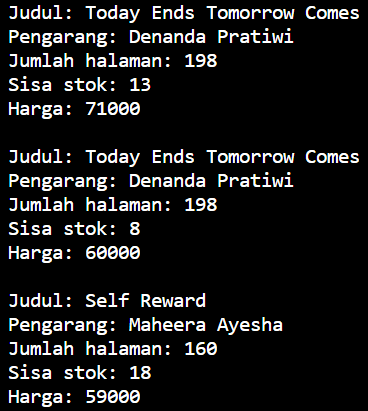 Judul: Today Ends Tomorrow Comes
Pengarang: Denanda Pratiwi
Jumlah halaman: 198
Sisa stok: 13
Harga: 71000

Judul: Today Ends Tomorrow Comes
Pengarang: Denanda Pratiwi
Jumlah halaman: 198
Sisa stok: 8
Harga: 60000

Judul: Self Reward
Pengarang: Maheera Ayesha
Jumlah halaman: 160
Sisa stok: 18
Harga: 59000